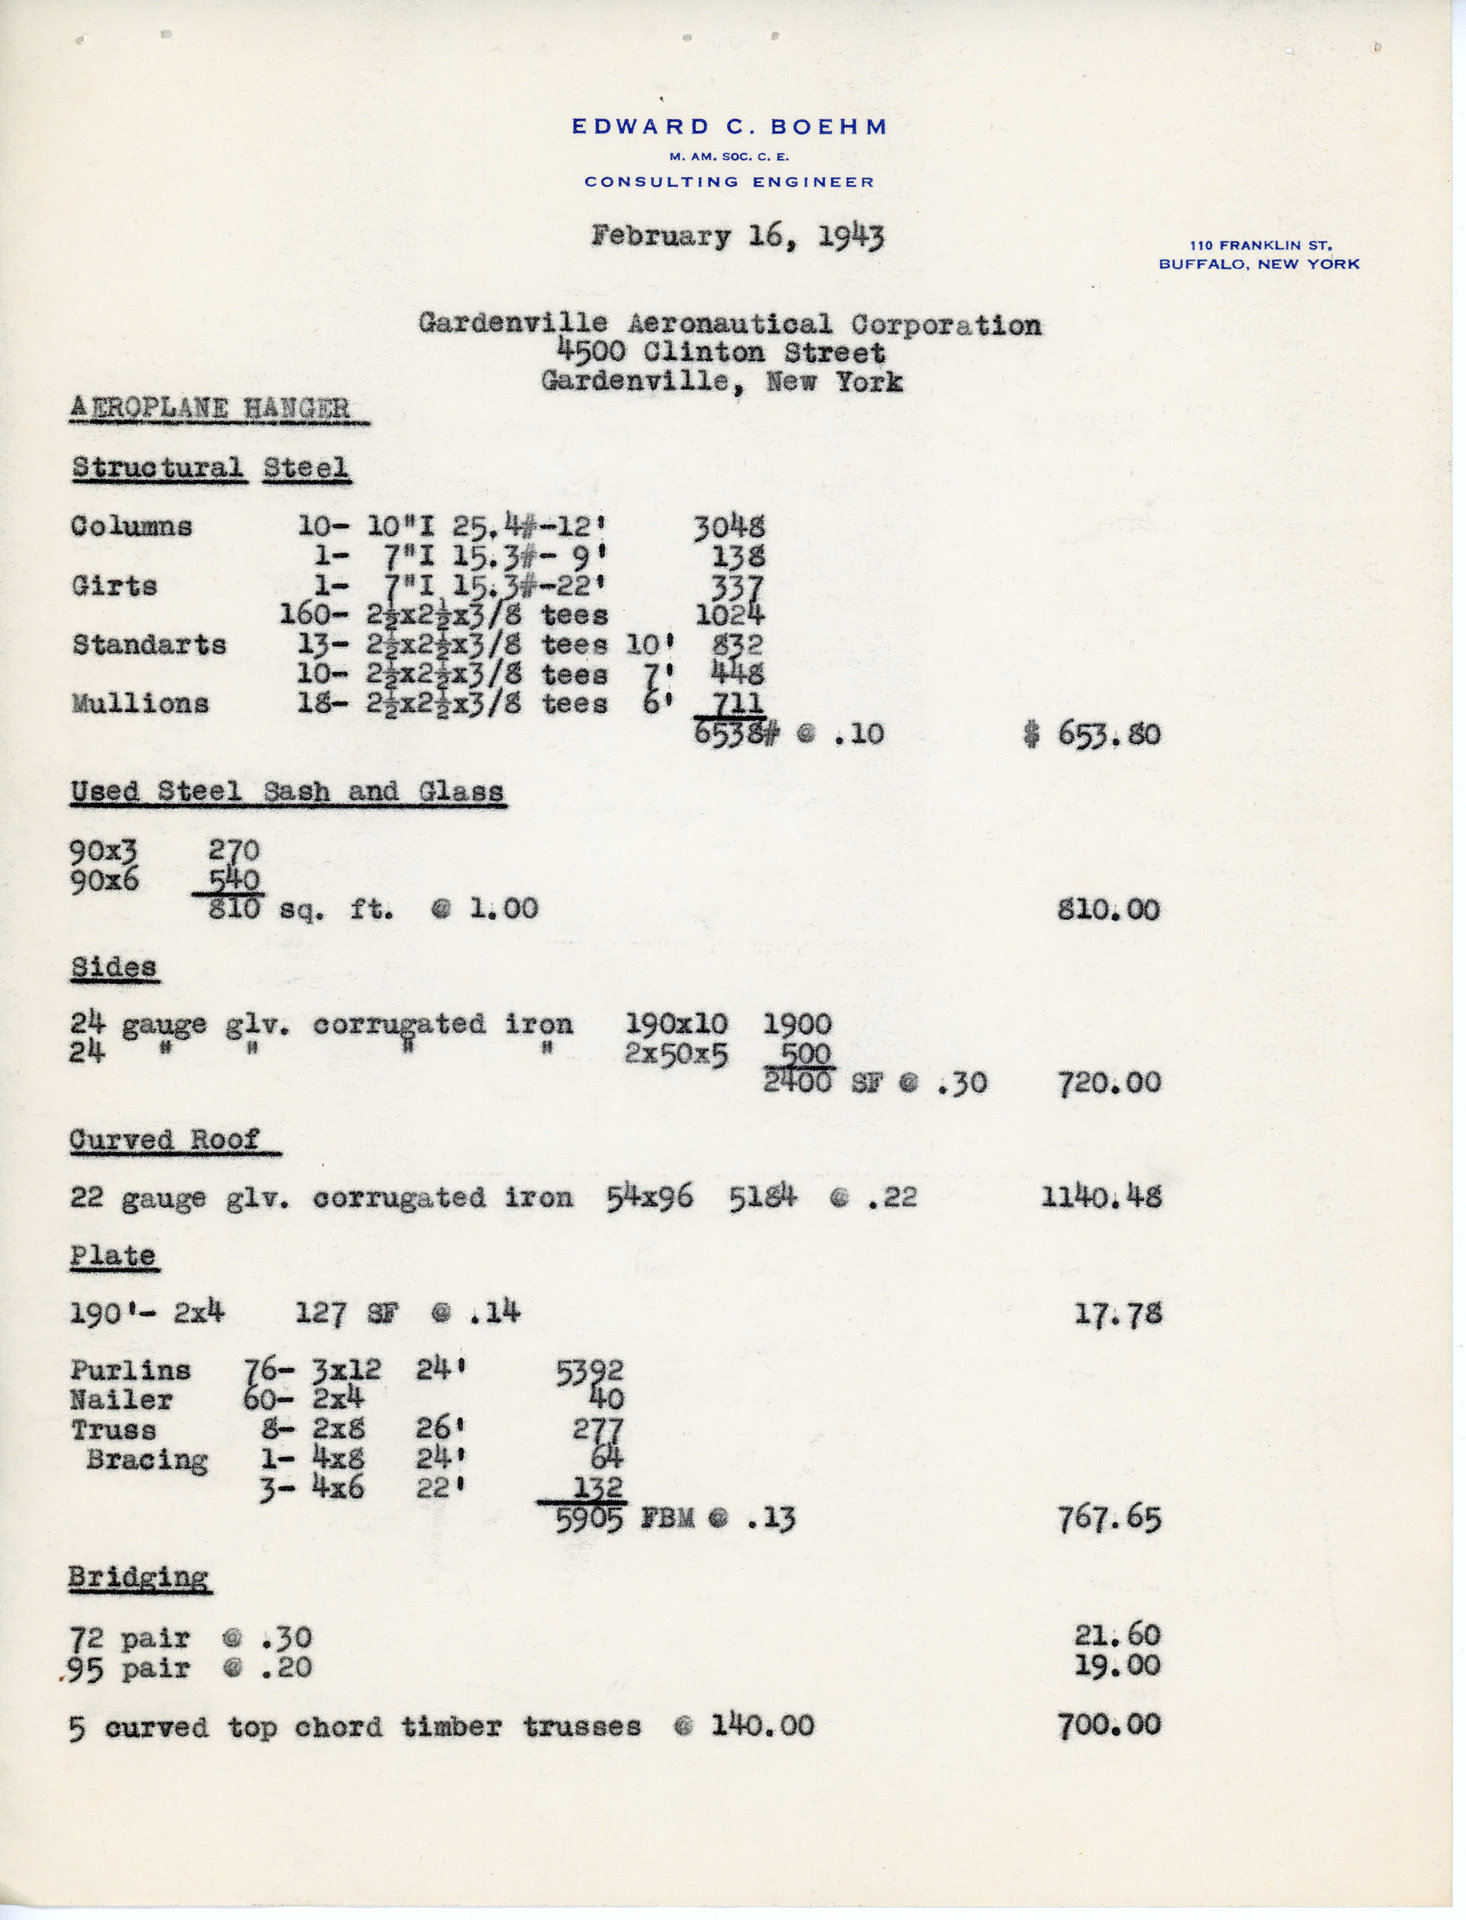 EDWARD C. BOEHM
M. AM. SOC. C. E.
CONSULTING ENGINEER
February 16, 1943
110 FRANKLIN ST.
BUFFALO, NEW YORK
Gardenville Aeronautical Corporation
4500 Clinton Street
Gardenville, New York
AEROPLANE HANGER
Structural Steel
Columns 10- 10"I 25.4#-12' 3048
1- 7"I 15.3#- 9' 138
Girts 1- 7"I 15.3#-22' 337
160- 2½x2½x3/8 tees 1024
Standarts 13- 2½x2½x3/8 tees 10' 832
10- 2½x2½x3/8 tees 7' 448
Mullions 18- 2½x2½x3/8 tees 6' 711
6538# @ .10 $ 653.80
Used Steel Sash and Glass
90x3 270
90x6 540
810 sq. ft. @ 1.00 810.00
Sides
24 gauge glv. corrugated iron 190x10 1900
24 " " " " 2x50x5 500
2400 SF @ .30 720.00
Curved Roof
22 gauge glv. corrugated iron 54x96 5184 @ .22 1140.48
Plate
190'- 2x4 127 SF @ .14 17.78
Purlins 76- 3x12 24' 5392
Nailer 60- 2x4 40
Truss 8- 2x8 26' 277
Bracing 1- 4x8 24' 64
3- 4x6 22' 132
5905 FBM @ .13 767.65
Bridging
72 pair @ .30 21.60
95 pair @ .20 19.00
5 curved top chord timber trusses @ 140.00 700.00